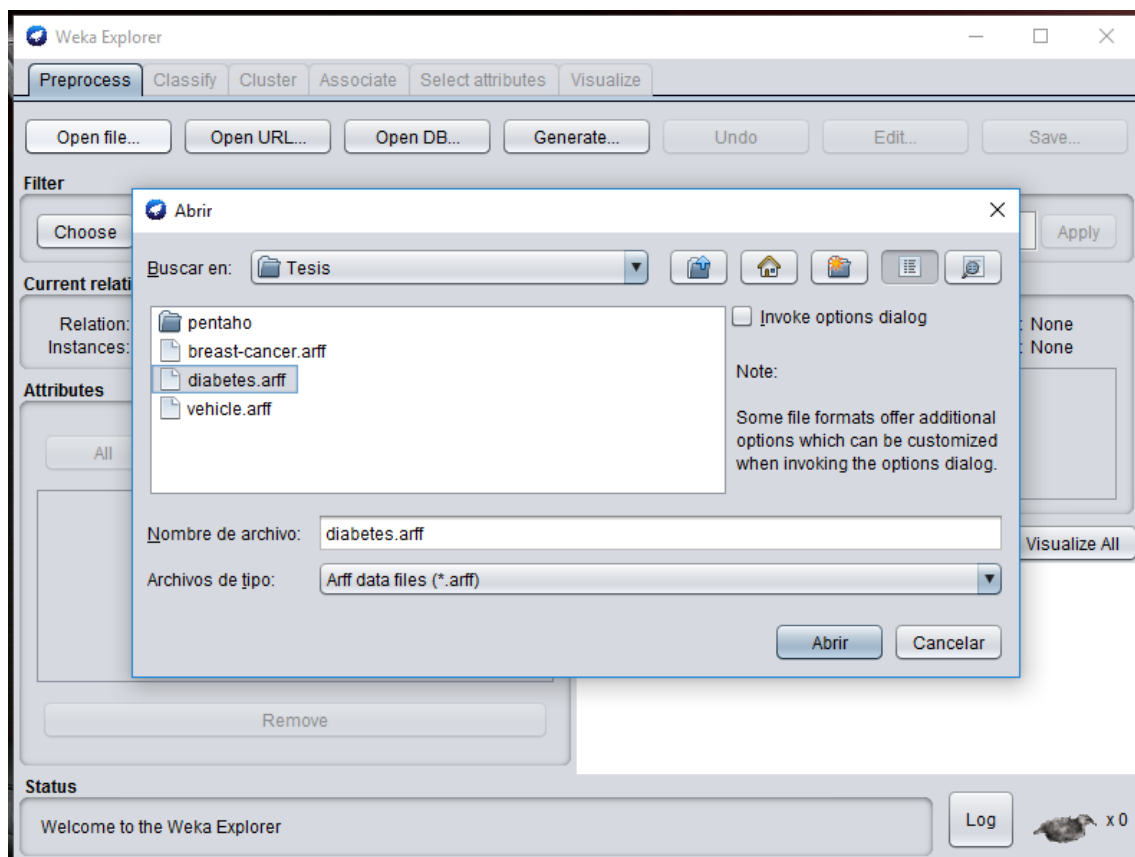 Weka Explorer
Preprocess Classify Cluster Associate Select attributes Visualize
Open file... Open URL... Open DB... Generate... Undo Edit... Save...
Filter
Abrir
Choose Apply
Buscar en: Tesis
Current relati
Relation: : None
Instances: : None
pentaho
breast-cancer.arff
diabetes.arff
vehicle.arff
Invoke options dialog
Note:
Some file formats offer additional
options which can be customized
when invoking the options dialog.
Attributes
All
Nombre de archivo: diabetes.arff
Visualize All
Archivos de tipo: Arff data files (*.arff)
Abrir Cancelar
Remove
Status
Welcome to the Weka Explorer
Log x 0